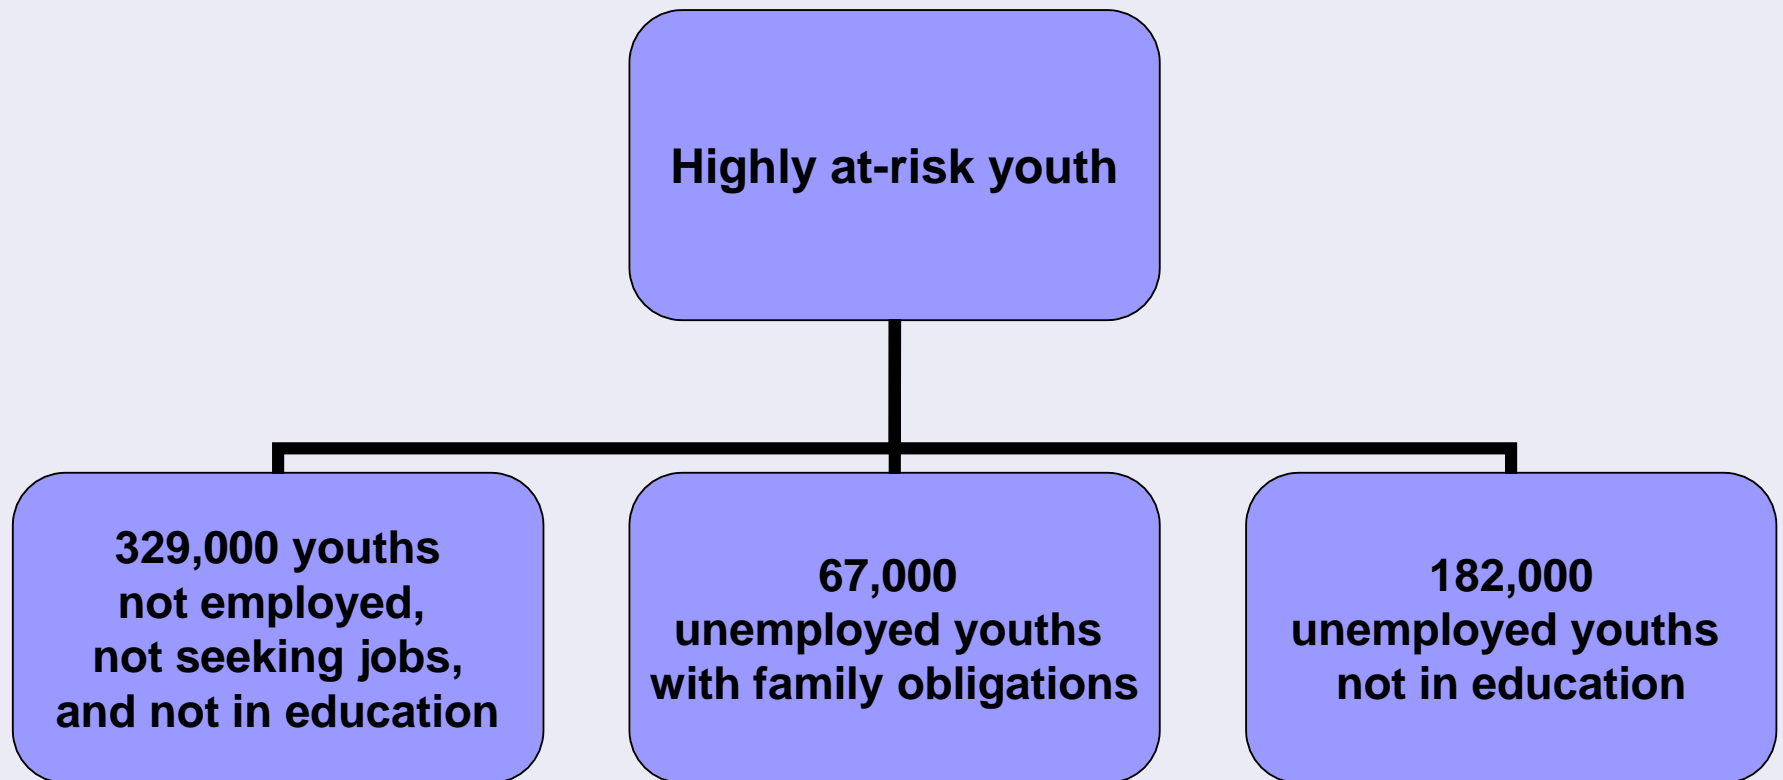 Highly at-risk youth
329,000 youths
not employed,
not seeking jobs,
and not in education
67,000
unemployed youths
with family obligations
182,000
unemployed youths
not in education